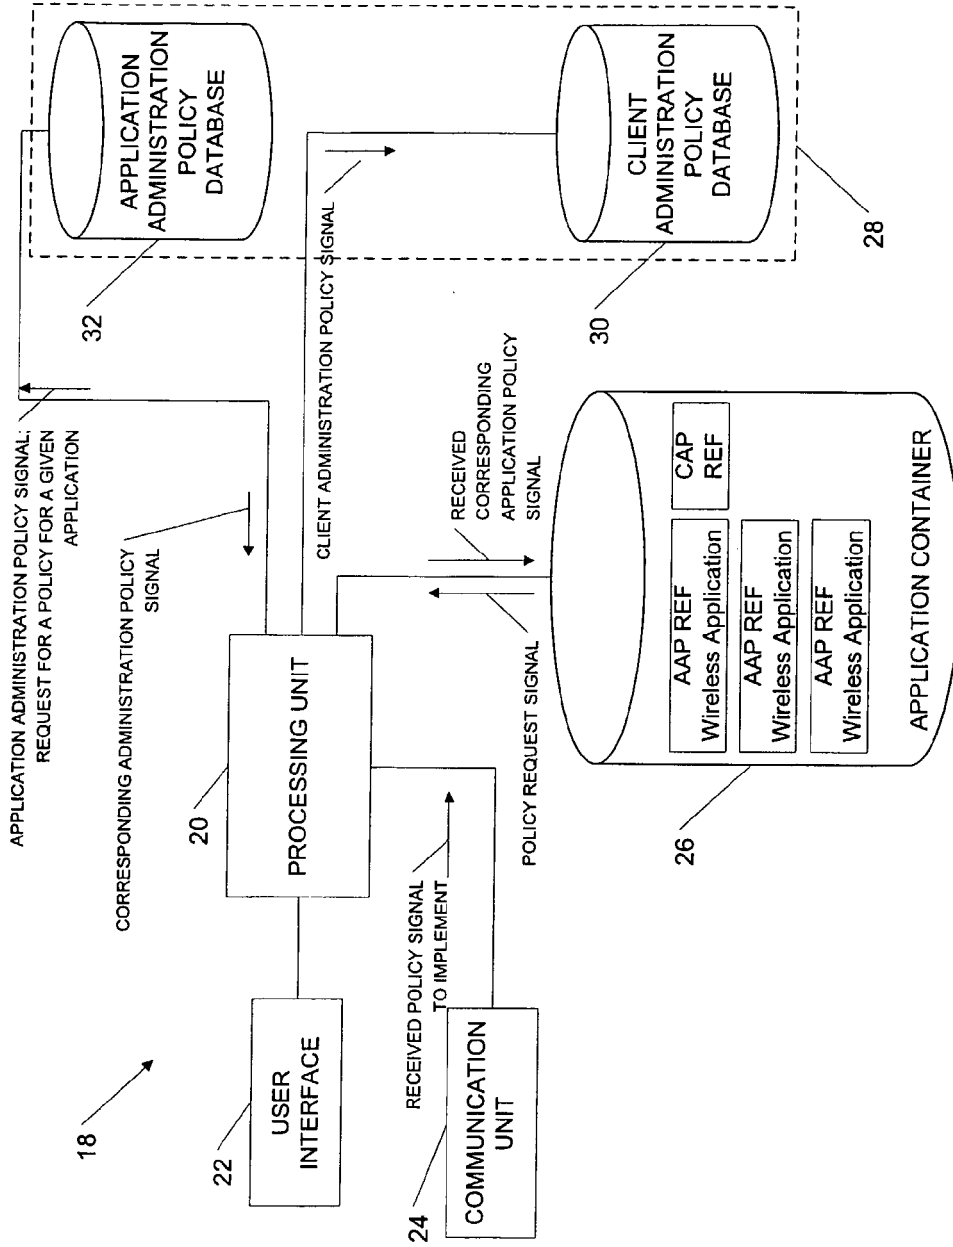 18
USER
INTERFACE
22
COMMUNICATION
UNIT
24
PROCESSING UNIT
20
APPLICATION ADMINISTRATION POLICY SIGNAL;
REQUEST FOR A POLICY FOR A GIVEN
APPLICATION
CORRESPONDING ADMINISTRATION POLICY
SIGNAL
CLIENT ADMINISTRATION POLICY SIGNAL
RECEIVED POLICY SIGNAL
TO IMPLEMENT
POLICY REQUEST SIGNAL
RECEIVED
CORRESPONDING
APPLICATION POLICY
SIGNAL
APPLICATION
ADMINISTRATION
POLICY
DATABASE
32
CLIENT
ADMINISTRATION
POLICY
DATABASE
30
28
AAP REF
Wireless Application
CAP
REF
AAP REF
Wireless Application
AAP REF
Wireless Application
APPLICATION CONTAINER
26